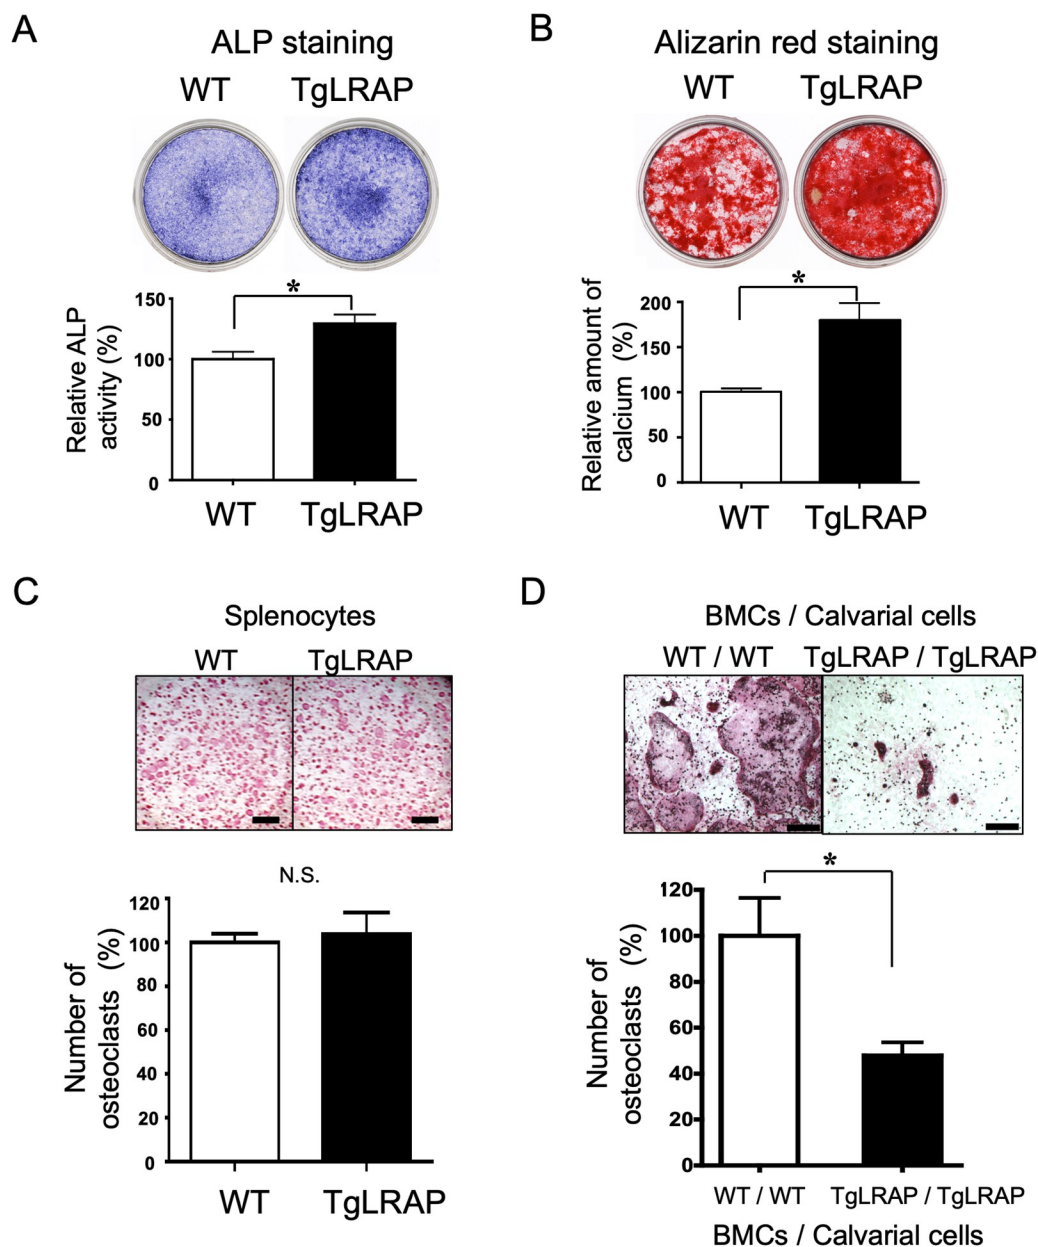 A
ALP staining
WT TgLRAP
*
150
100
50
0
Relative ALP
activity (%)
WT TgLRAP
B
Alizarin red staining
WT TgLRAP
*
200
150
100
50
0
Relative amount of
calcium (%)
WT TgLRAP
C
Splenocytes
WT TgLRAP
N.S.
120
100
80
60
40
20
0
Number of
osteoclasts (%)
WT TgLRAP
D
BMCs / Calvarial cells
WT / WT TgLRAP / TgLRAP
*
120
100
80
60
40
20
0
Number of
osteoclasts (%)
WT / WT TgLRAP / TgLRAP
BMCs / Calvarial cells